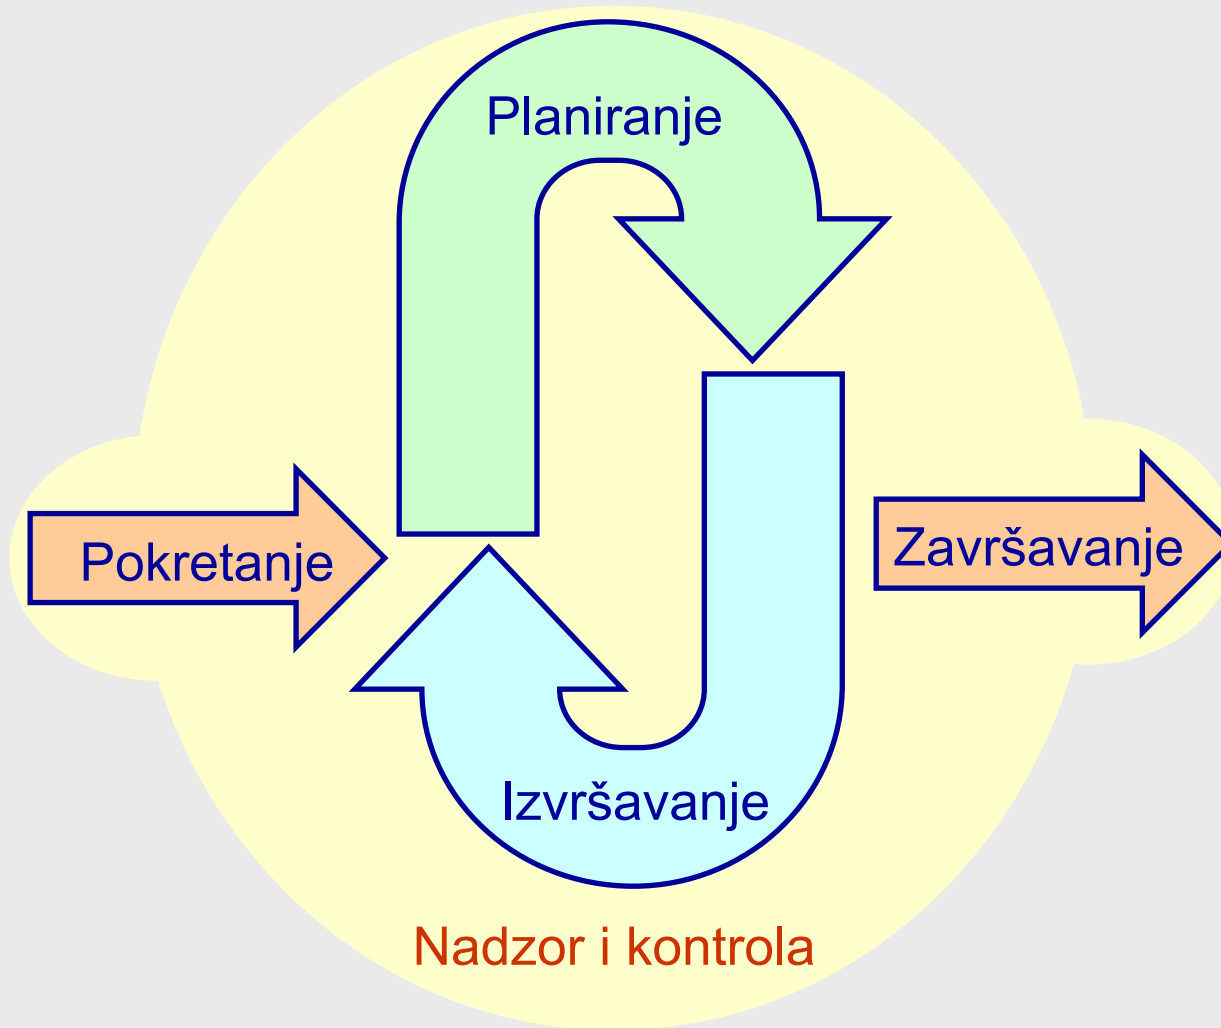 Planiranje
Pokretanje
Završavanje
Izvršavanje
Nadzor i kontrola